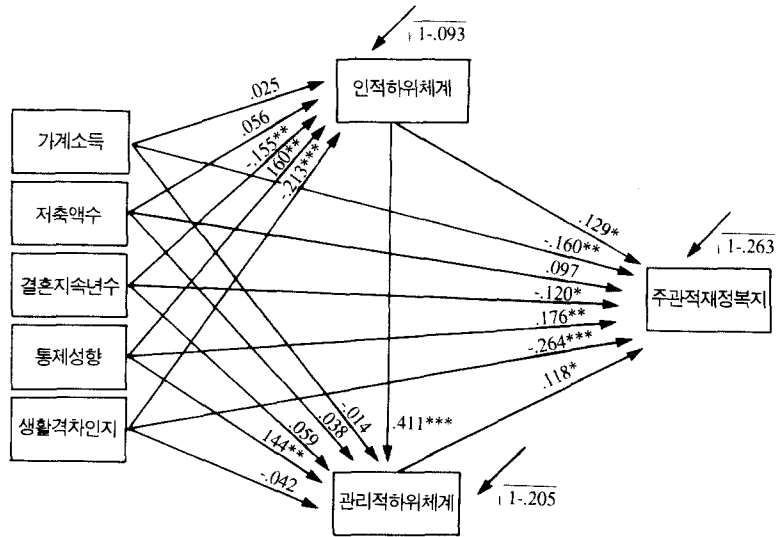 1-.093
인적하위체계
.025
.056
-.155**
.160**
-.213***
가계소득
저축액수
결혼지속년수
통제성향
생활격차인지
.129*
-.160**
.097
-.120*
.176**
-.264***
.118*
1-.263
주관적재정복지
.411***
-.014
.038
.059
.144**
-.042
관리적하위체계
1-.205